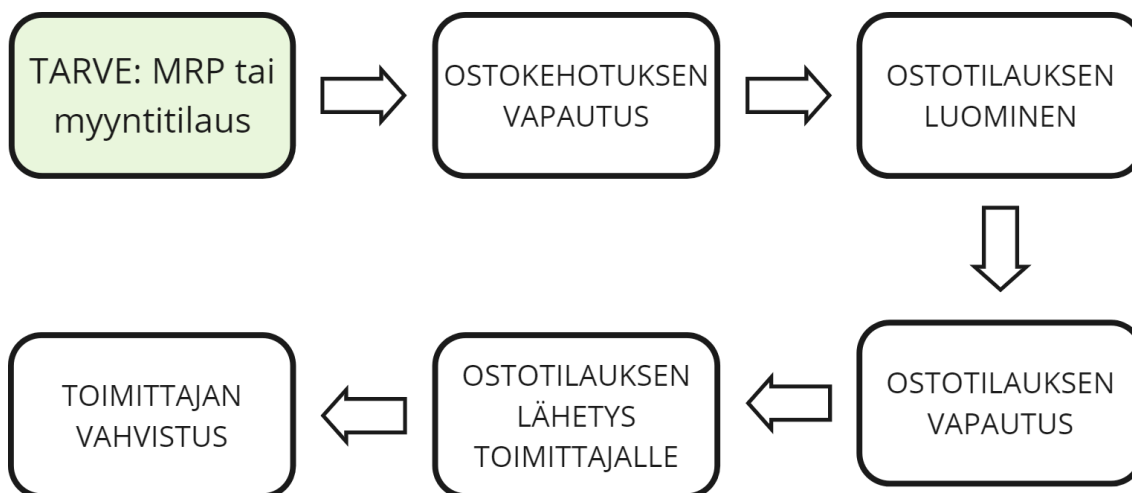 TARVE: MRP tai
myyntitilaus
OSTOKEHOTUKSEN
VAPAUTUS
OSTOTILAUKSEN
LUOMINEN
OSTOTILAUKSEN
VAPAUTUS
OSTOTILAUKSEN
LÄHETYS
TOIMITTAJALLE
TOIMITTAJAN
VAHVISTUS